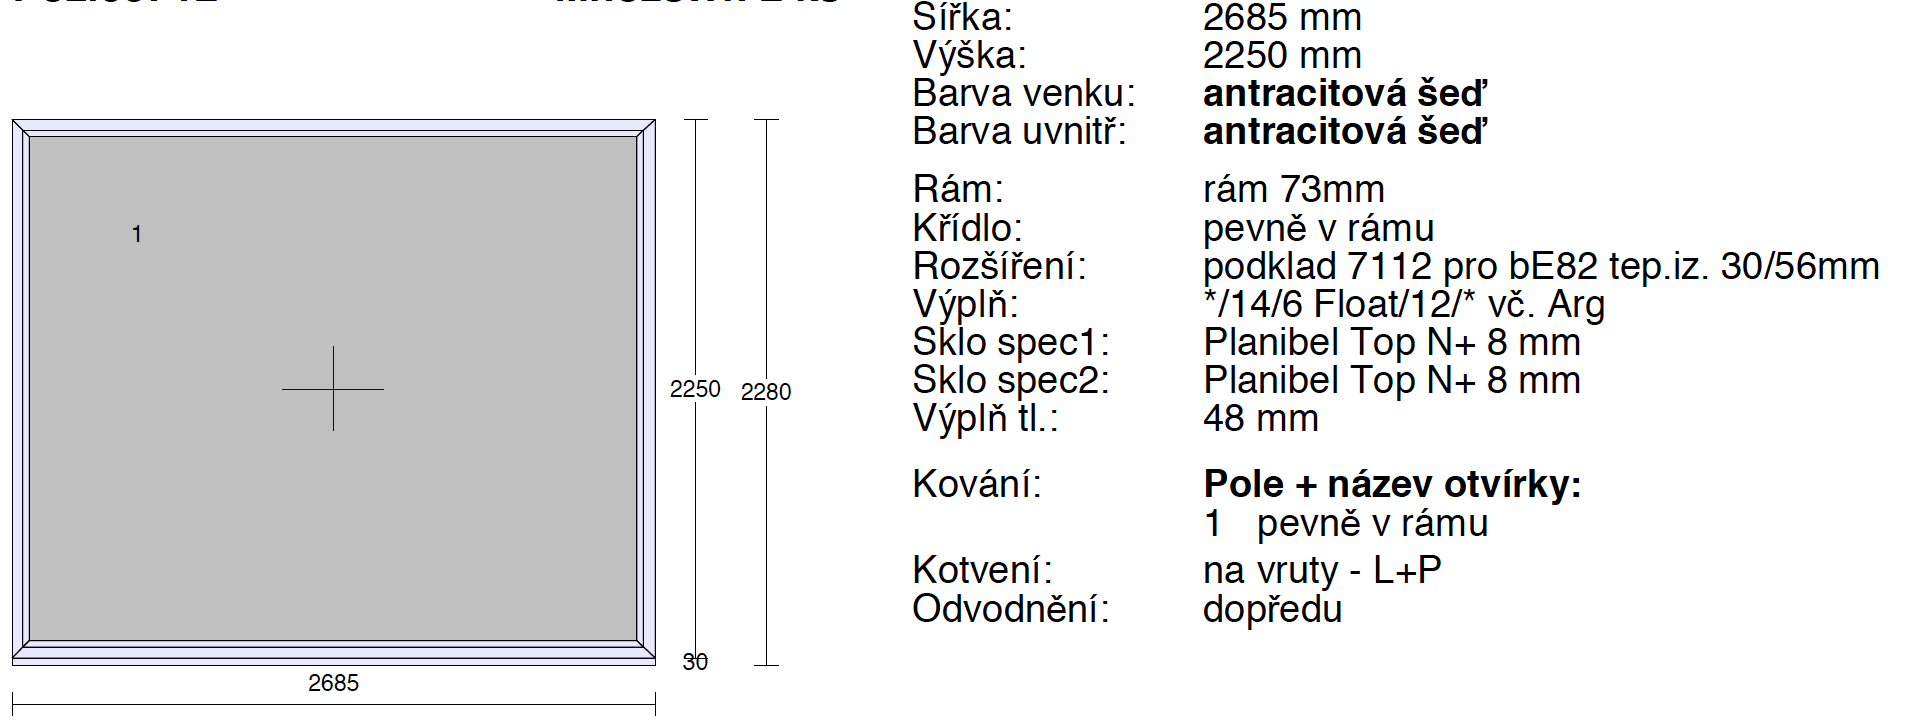 Šířka: 2685 mm
Výška: 2250 mm
Barva venku: antracitová šeď
Barva uvnitř: antracitová šeď
Rám: rám 73mm
Křídlo: pevně v rámu
Rozšíření: podklad 7112 pro bE82 tep.iz. 30/56mm
Výplň: */14/6 Float/12/* vč. Arg
Sklo spec1: Planibel Top N+ 8 mm
Sklo spec2: Planibel Top N+ 8 mm
Výplň tl.: 48 mm
Kování: Pole + název otvírky:
1 pevně v rámu
Kotvení: na vruty - L+P
Odvodnění: dopředu
1
2250 2280
30
2685